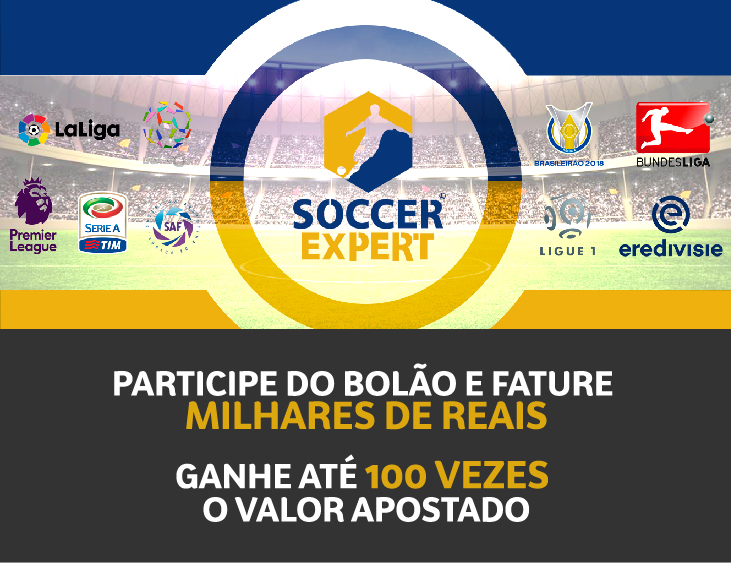 LaLiga
BRASILEIRÃO 2018
BUNDESLIGA
Premier
League
SERIE A
TIM
SAF
SOCCER
EXPERT
LIGUE 1
eredivisie
PARTICIPE DO BOLÃO E FATURE
MILHARES DE REAIS
GANHE ATÉ 100 VEZES
O VALOR APOSTADO